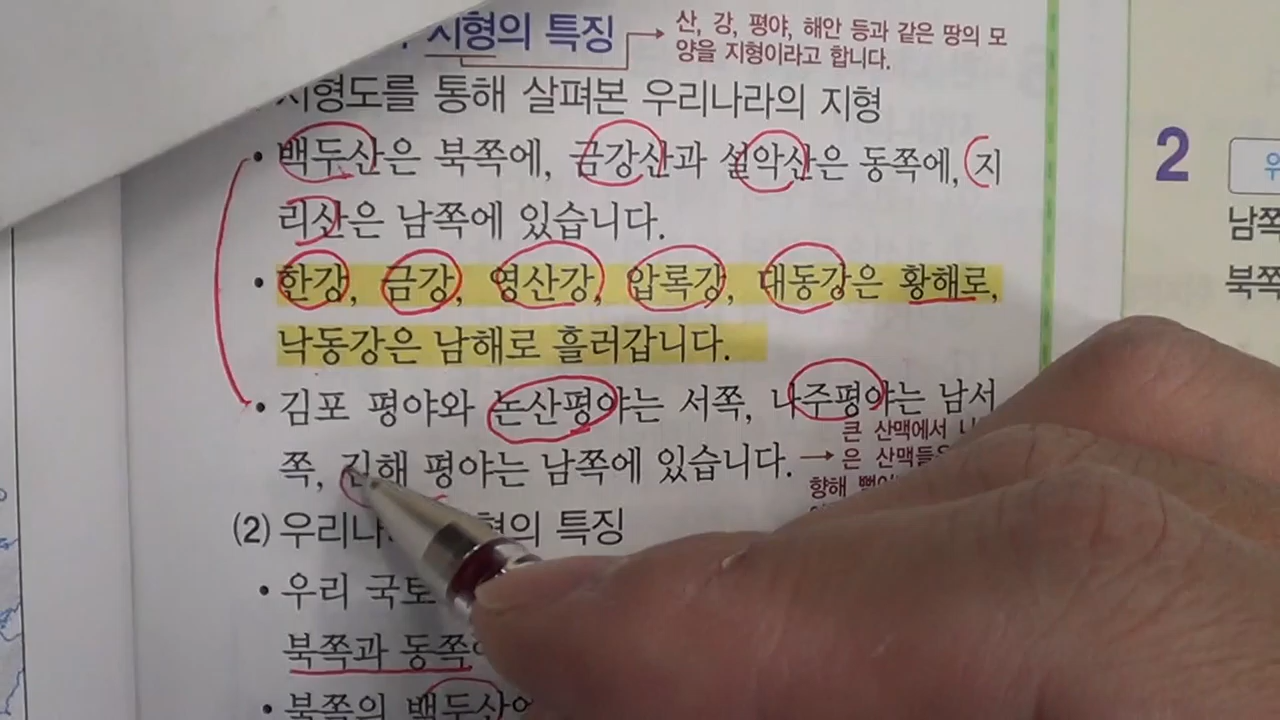 지형의 특징
산, 강, 평야, 해안 등과 같은 땅의 모
양을 지형이라고 합니다.
지형도를 통해 살펴본 우리나라의 지형
• 백두산은 북쪽에, 금강산과 설악산은 동쪽에, 지
리산은 남쪽에 있습니다.
• 한강, 금강, 영산강, 압록강, 대동강은 황해로,
낙동강은 남해로 흘러갑니다.
• 김포 평야와 논산평야는 서쪽, 나주평야는 남서
쪽, 김해 평야는 남쪽에 있습니다.
큰 산맥에서
은 산맥들
향해
(2) 우리나 형의 특징
• 우리 국토
북쪽과 동쪽
• 북쪽의 백두산
2
남쪽
북쪽